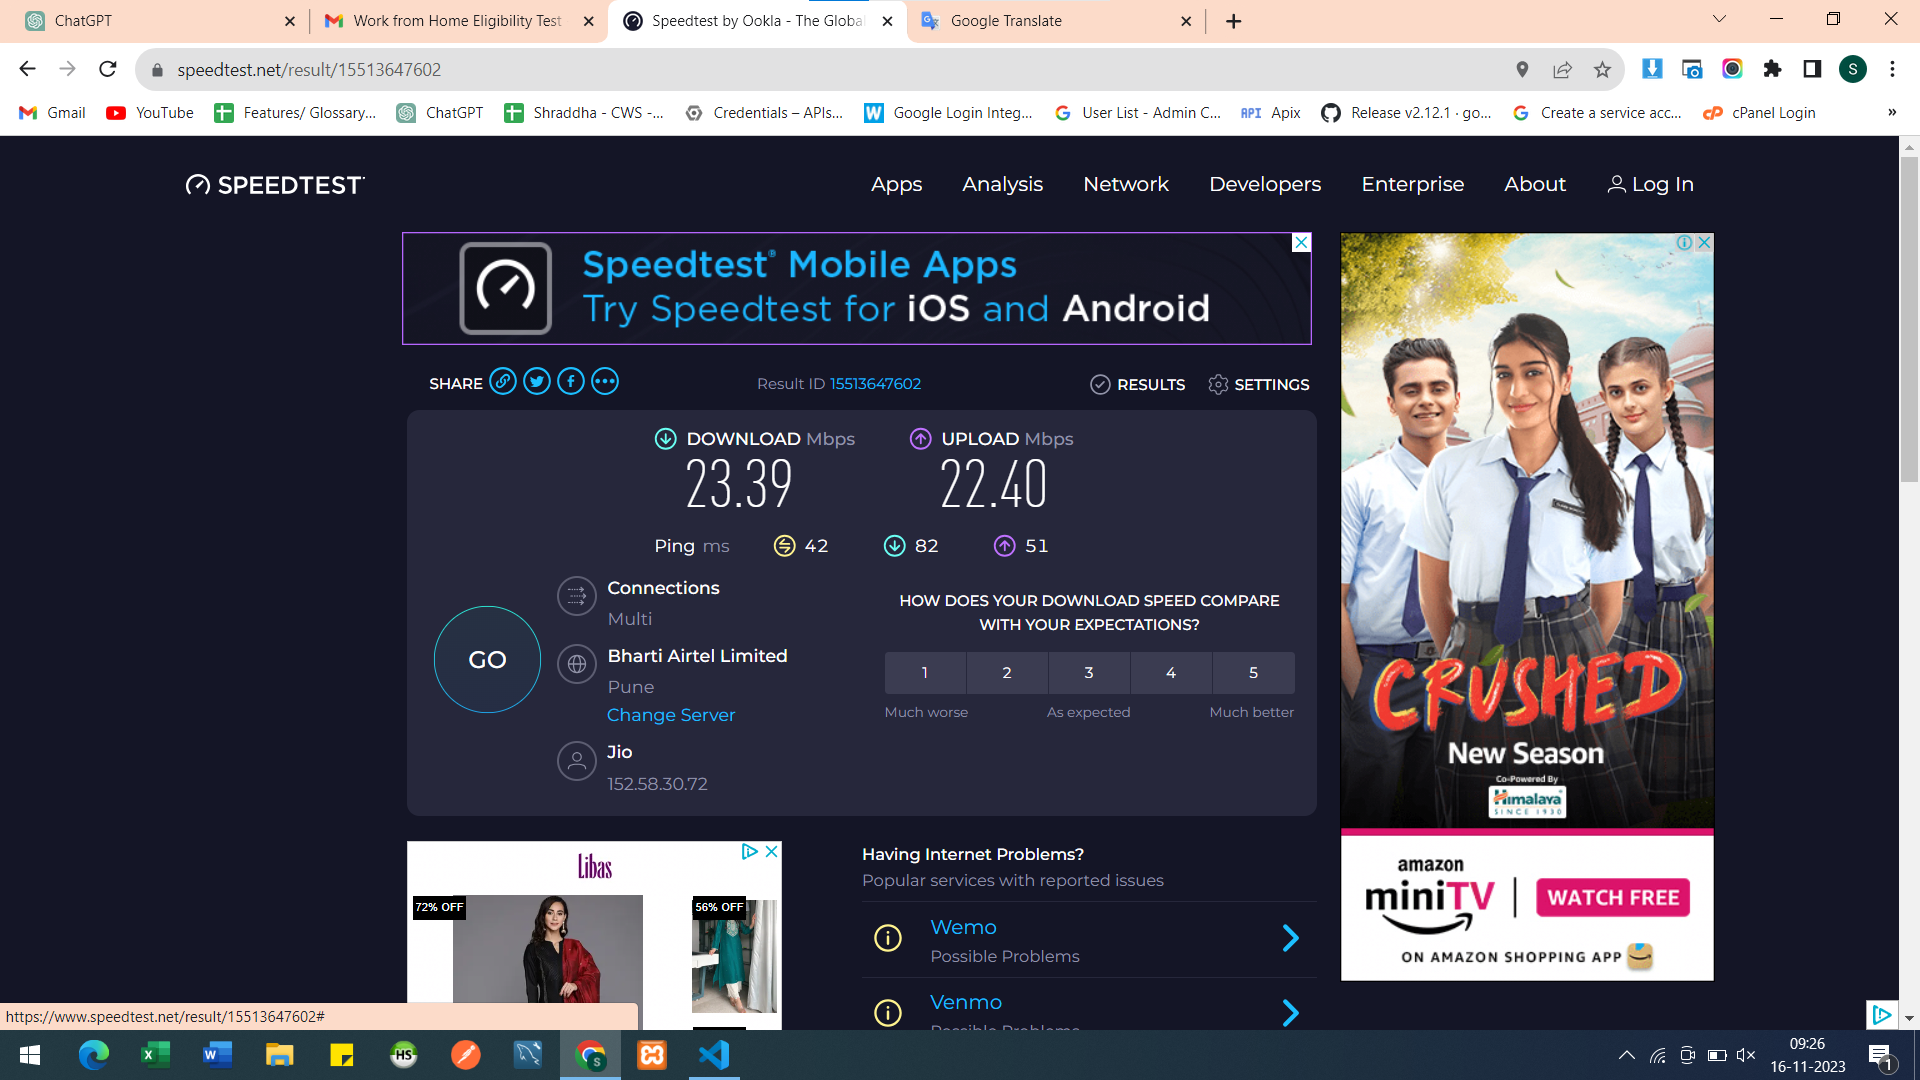 ChatGPT
Work from Home Eligibility Test
Speedtest by Ookla - The Global
Google Translate
speedtest.net/result/15513647602
S
Gmail
YouTube
Features/ Glossary...
ChatGPT
Shraddha - CWS -...
Credentials – APIs...
Google Login Integ...
User List - Admin C...
API Apix
Release v2.12.1 · go...
Create a service acc...
cPanel Login
»
SPEEDTEST
Apps
Analysis
Network
Developers
Enterprise
About
Log In
Speedtest® Mobile Apps
Try Speedtest for iOS and Android
SHARE
Result ID 15513647602
RESULTS
SETTINGS
DOWNLOAD Mbps
23.39
UPLOAD Mbps
22.40
Ping ms
42
82
51
GO
Connections
Multi
Bharti Airtel Limited
Pune
Change Server
Jio
152.58.30.72
HOW DOES YOUR DOWNLOAD SPEED COMPARE
WITH YOUR EXPECTATIONS?
1 2 3 4 5
Much worse
As expected
Much better
CRUSHED
New Season
Co-Powered By
Himalaya
SINCE 1930
amazon
miniTV
WATCH FREE
ON AMAZON SHOPPING APP
Libas
72% OFF
56% OFF
Having Internet Problems?
Popular services with reported issues
Wemo
Possible Problems
Venmo
Possible Problems
https://www.speedtest.net/result/15513647602#
HS
S
09:26
16-11-2023
1